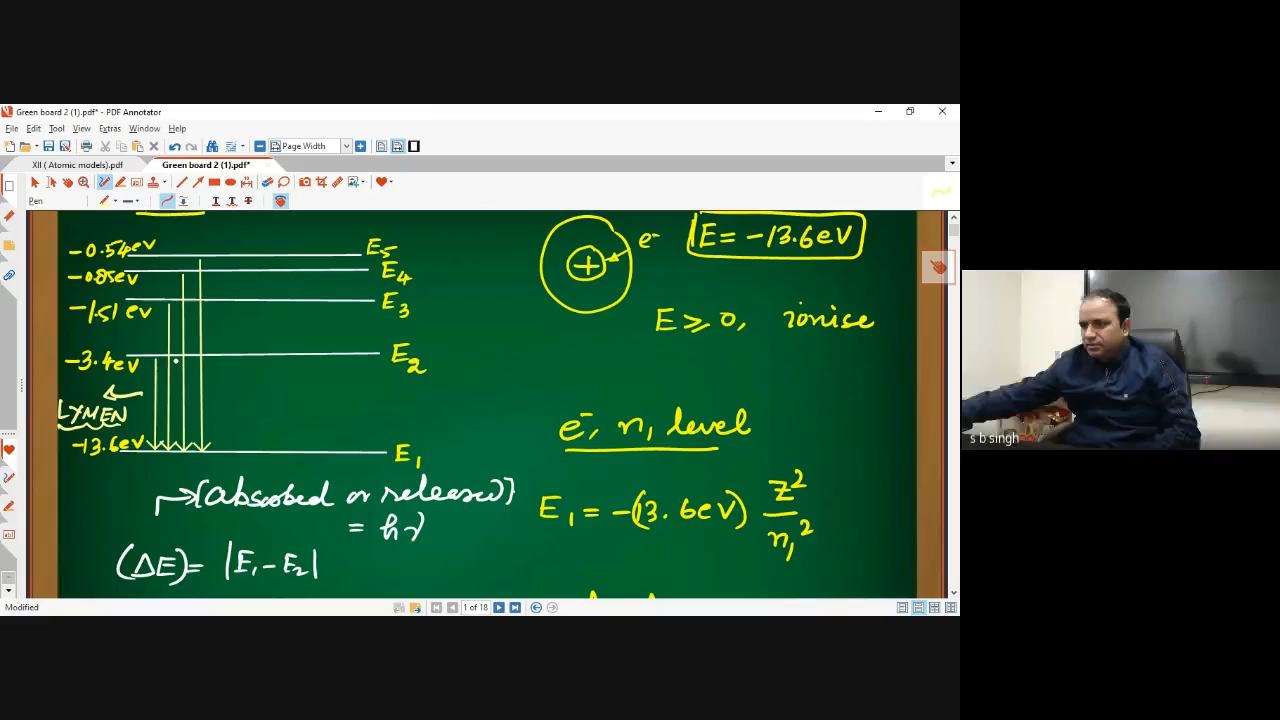 Green board 2 (1).pdf* - PDF Annotator
File Edit Tool View Extras Window Help
Page Width
XII ( Atomic models).pdf
Green board 2 (1).pdf*
Pen
-0.54eV E5
-0.85eV E4
-1.51 eV E3
-3.4eV E2
LYMEN
-13.6eV E1
[absorbed or released]
= hν
(ΔE)= |E1-E2|
e-
E = -13.6eV
E ⩾ 0, ionise
e-, n1 level
E1 = -(13.6eV) z²/n1²
s b singh
Modified
1 of 18